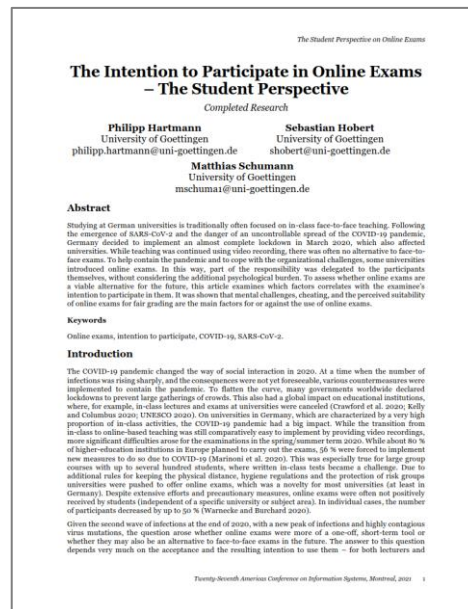 The Student Perspective on Online Exams
The Intention to Participate in Online Exams
– The Student Perspective
Completed Research
Philipp Hartmann
University of Goettingen
philipp.hartmann@uni-goettingen.de
Sebastian Hobert
University of Goettingen
shobert@uni-goettingen.de
Matthias Schumann
University of Goettingen
mschuma1@uni-goettingen.de
Abstract
Studying at German universities is traditionally often focused on in-class face-to-face teaching. Following
the emergence of SARS-CoV-2 and the danger of an uncontrollable spread of the COVID-19 pandemic,
Germany decided to implement an almost complete lockdown in March 2020, which also affected
universities. While teaching was continued using video recording, there was often no alternative to face-to-
face exams. To help contain the pandemic and to cope with the organizational challenges, some universities
introduced online exams. In this way, part of the responsibility was delegated to the participants
themselves, without considering the additional psychological burden. To assess whether online exams are
a viable alternative for the future, this article examines which factors correlates with the examinee's
intention to participate in them. It was shown that mental challenges, cheating, and the perceived suitability
of online exams for fair grading are the main factors for or against the use of online exams.
Keywords
Online exams, intention to participate, COVID-19, SARS-CoV-2.
Introduction
The COVID-19 pandemic changed the way of social interaction in 2020. At a time when the number of
infections was rising sharply, and the consequences were not yet foreseeable, various countermeasures were
implemented to contain the pandemic. To flatten the curve, many governments worldwide declared
lockdowns to prevent large gatherings of crowds. This also had a global impact on educational institutions,
where, for example, in-class lectures and exams at universities were canceled (Crawford et al. 2020; Kelly
and Columbus 2020; UNESCO 2020). On universities in Germany, which are characterized by a very high
proportion of in-class activities, the COVID-19 pandemic had a big impact. While the transition from
in-class to online-based teaching was still comparatively easy to implement by providing video recordings,
more significant difficulties arose for the examinations in the spring/summer term 2020. While about 80 %
of higher-education institutions in Europe planned to carry out the exams, 56 % were forced to implement
new measures to do so due to COVID-19 (Marinoni et al. 2020). This was especially true for large group
courses with up to several hundred students, where written in-class tests became a challenge. Due to
additional rules for keeping the physical distance, hygiene regulations and the protection of risk groups
universities were pushed to offer online exams, which was a novelty for most universities (at least in
Germany). Despite extensive efforts and precautionary measures, online exams were often not positively
received by students (independent of a specific university or subject area). In individual cases, the number
of participants decreased by up to 50 % (Warnecke and Burchard 2020).
Given the second wave of infections at the end of 2020, with a new peak of infections and highly contagious
virus mutations, the question arose whether online exams were more of a one-off, short-term tool or
whether they may also be an alternative to face-to-face exams in the future. The answer to this question
depends very much on the acceptance and the resulting intention to use them – for both lecturers and
Twenty-Seventh Americas Conference on Information Systems, Montreal, 2021 1